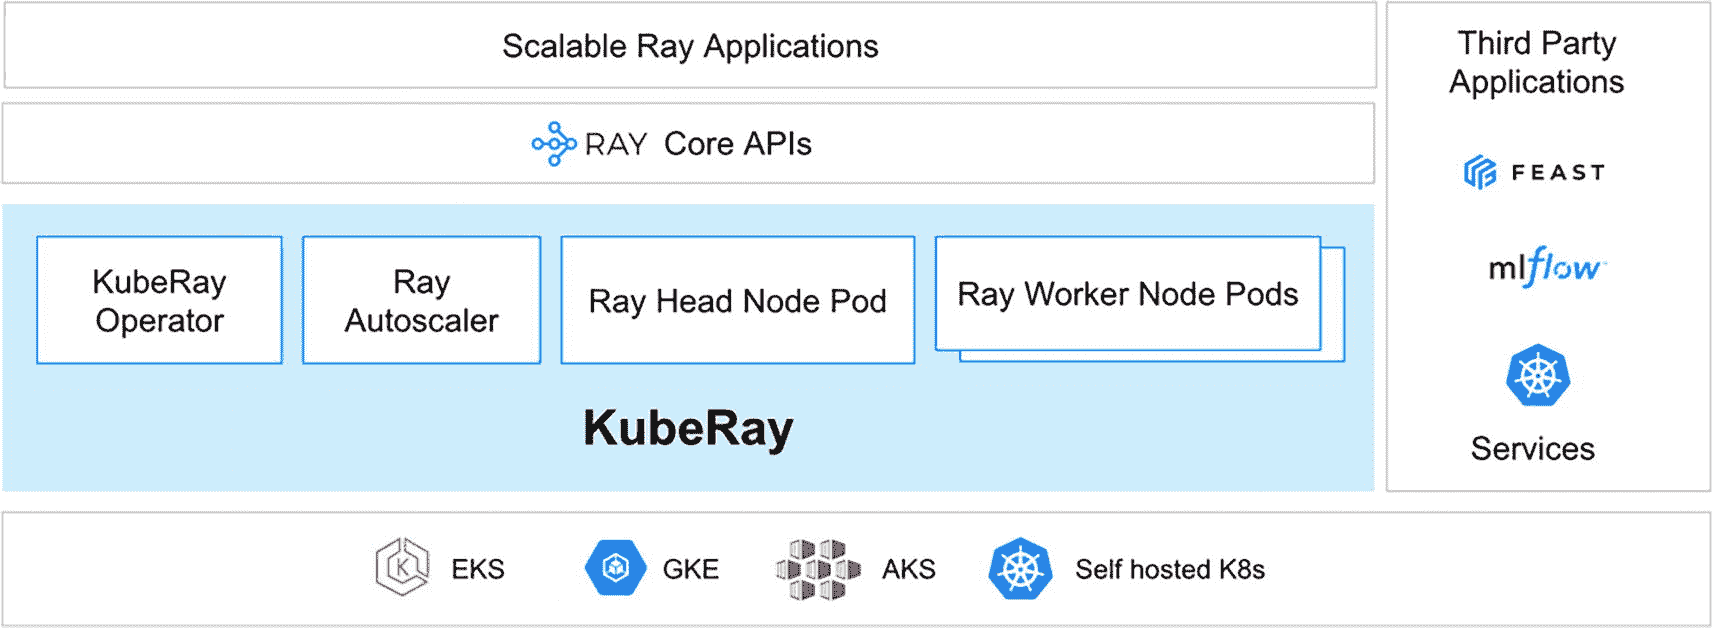 Scalable Ray Applications
RAY Core APIs
KubeRay
Operator
Ray
Autoscaler
Ray Head Node Pod
Ray Worker Node Pods
KubeRay
Third Party
Applications
FEAST
mlflow
Services
EKS
GKE
AKS
Self hosted K8s